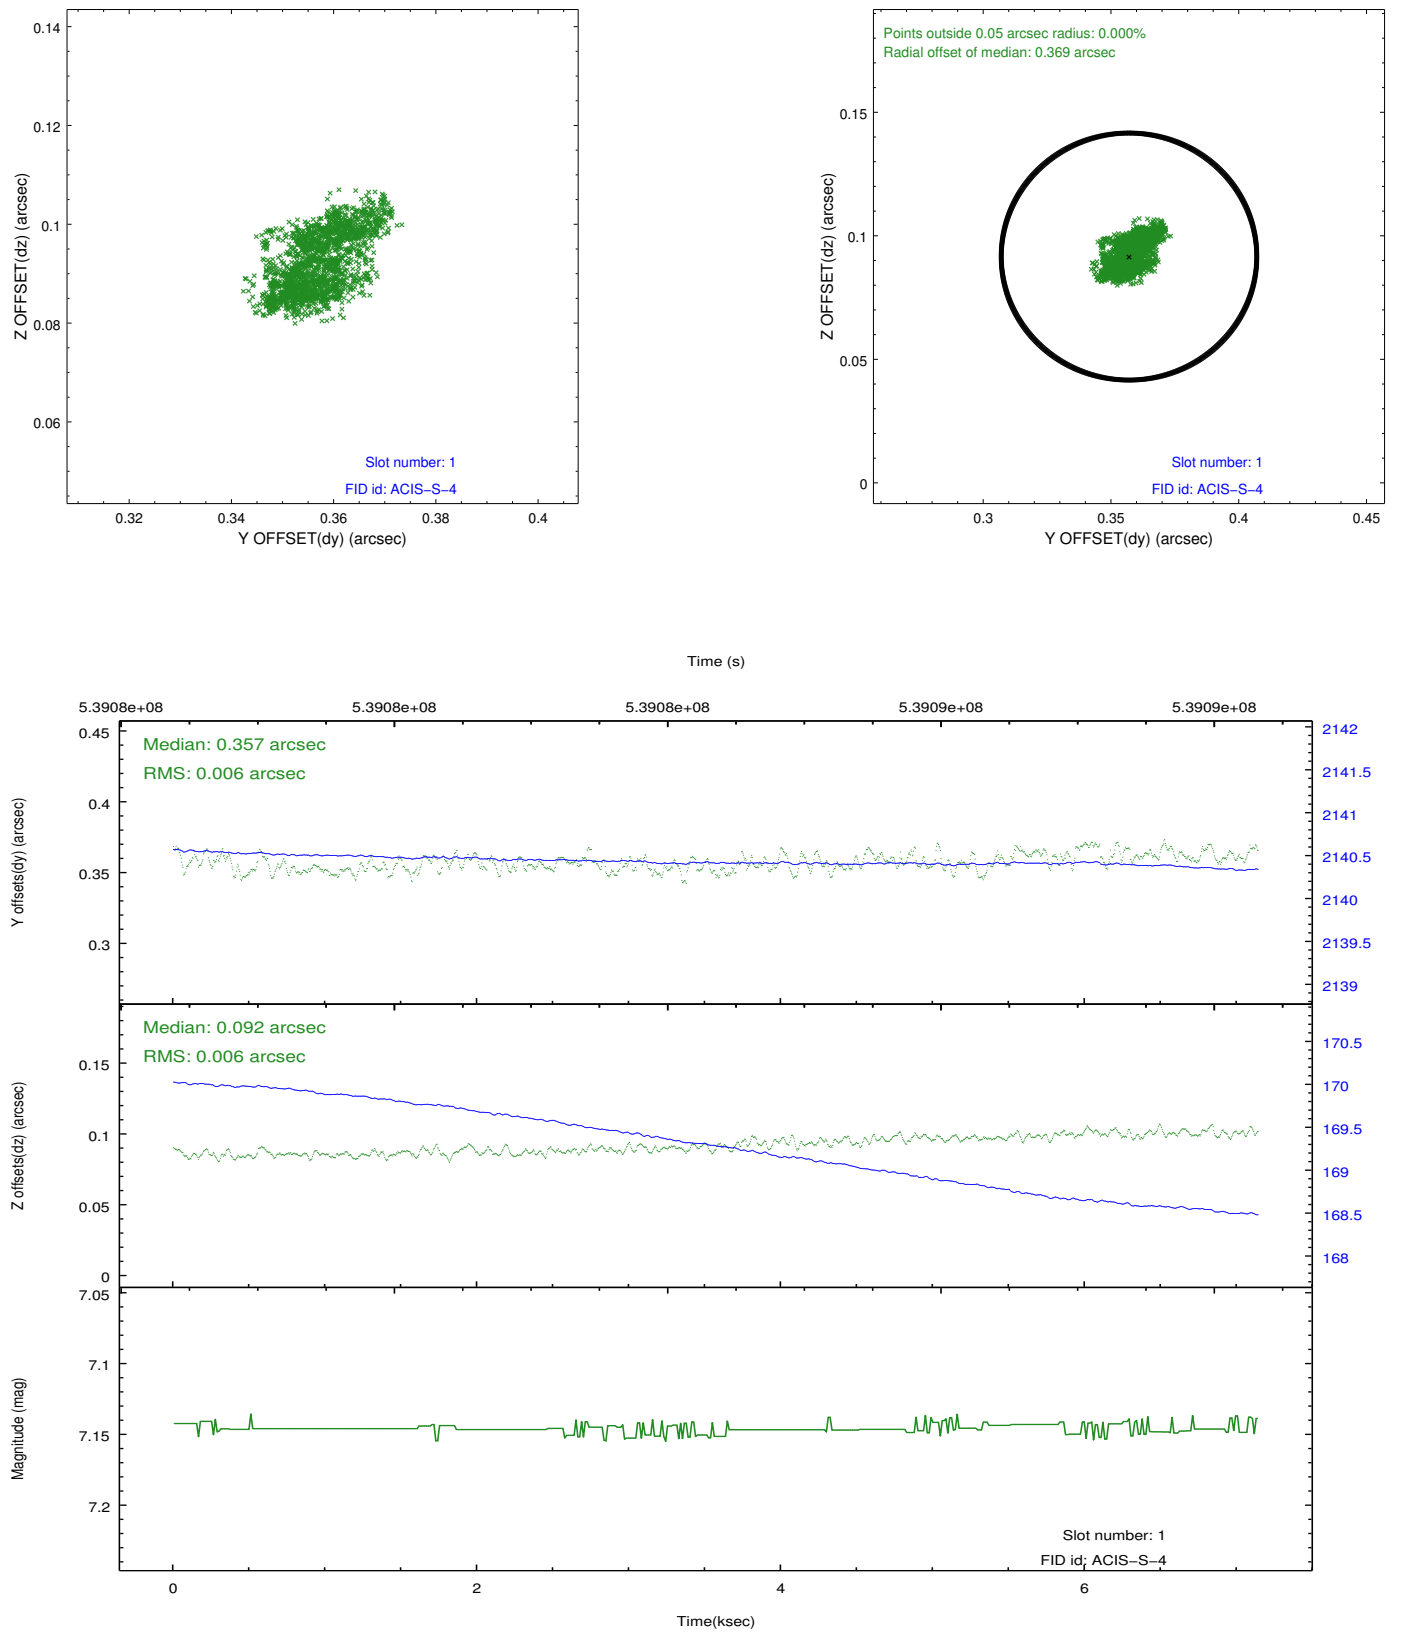 0.14
0.12
0.1
0.08
0.06
Z OFFSET(dz) (arcsec)
Slot number: 1
FID id: ACIS−S−4
0.32 0.34 0.36 0.38 0.4
Y OFFSET(dy) (arcsec)
Points outside 0.05 arcsec radius: 0.000%
Radial offset of median: 0.369 arcsec
0.15
0.1
0.05
0
Z OFFSET(dz) (arcsec)
Slot number: 1
FID id: ACIS−S−4
0.3 0.35 0.4 0.45
Y OFFSET(dy) (arcsec)
Time (s)
5.3908e+08 5.3908e+08 5.3908e+08 5.3909e+08 5.3909e+08
Median: 0.357 arcsec
RMS: 0.006 arcsec
0.45
0.4
0.35
0.3
Y offsets(dy) (arcsec)
2142
2141.5
2141
2140.5
2140
2139.5
2139
Median: 0.092 arcsec
RMS: 0.006 arcsec
0.15
0.1
0.05
0
Z offsets(dz) (arcsec)
170.5
170
169.5
169
168.5
168
7.05
7.1
7.15
7.2
Magnitude (mag)
Slot number: 1
FID id: ACIS−S−4
0 2 4 6
Time(ksec)